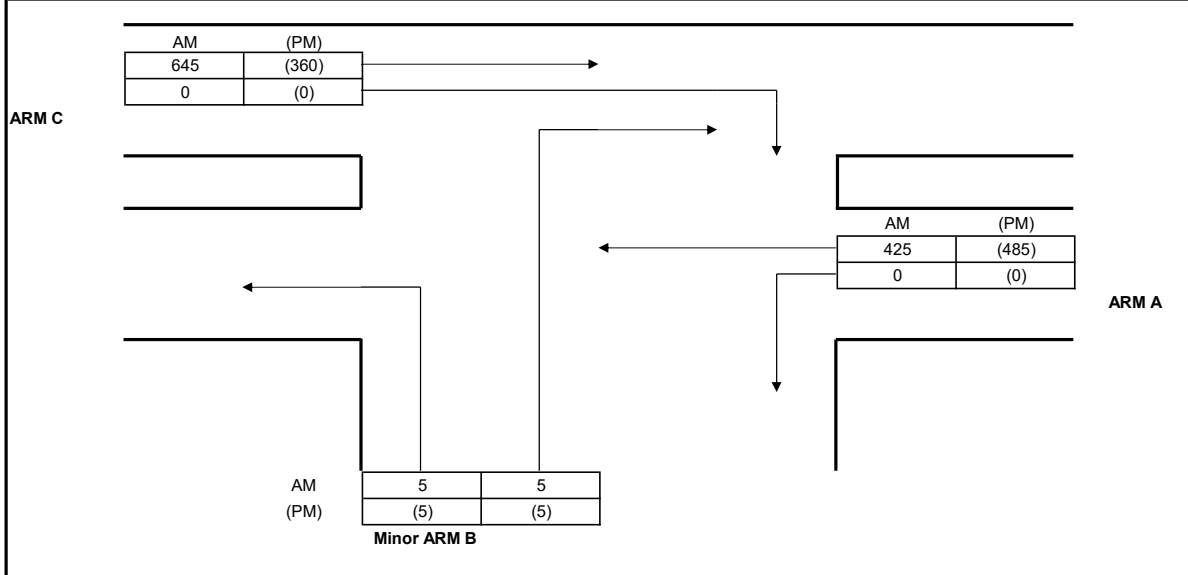 AM (PM)
645 (360)
0 (0)
ARM C
AM (PM)
425 (485)
0 (0)
ARM A
AM 5 5
(PM) (5) (5)
Minor ARM B